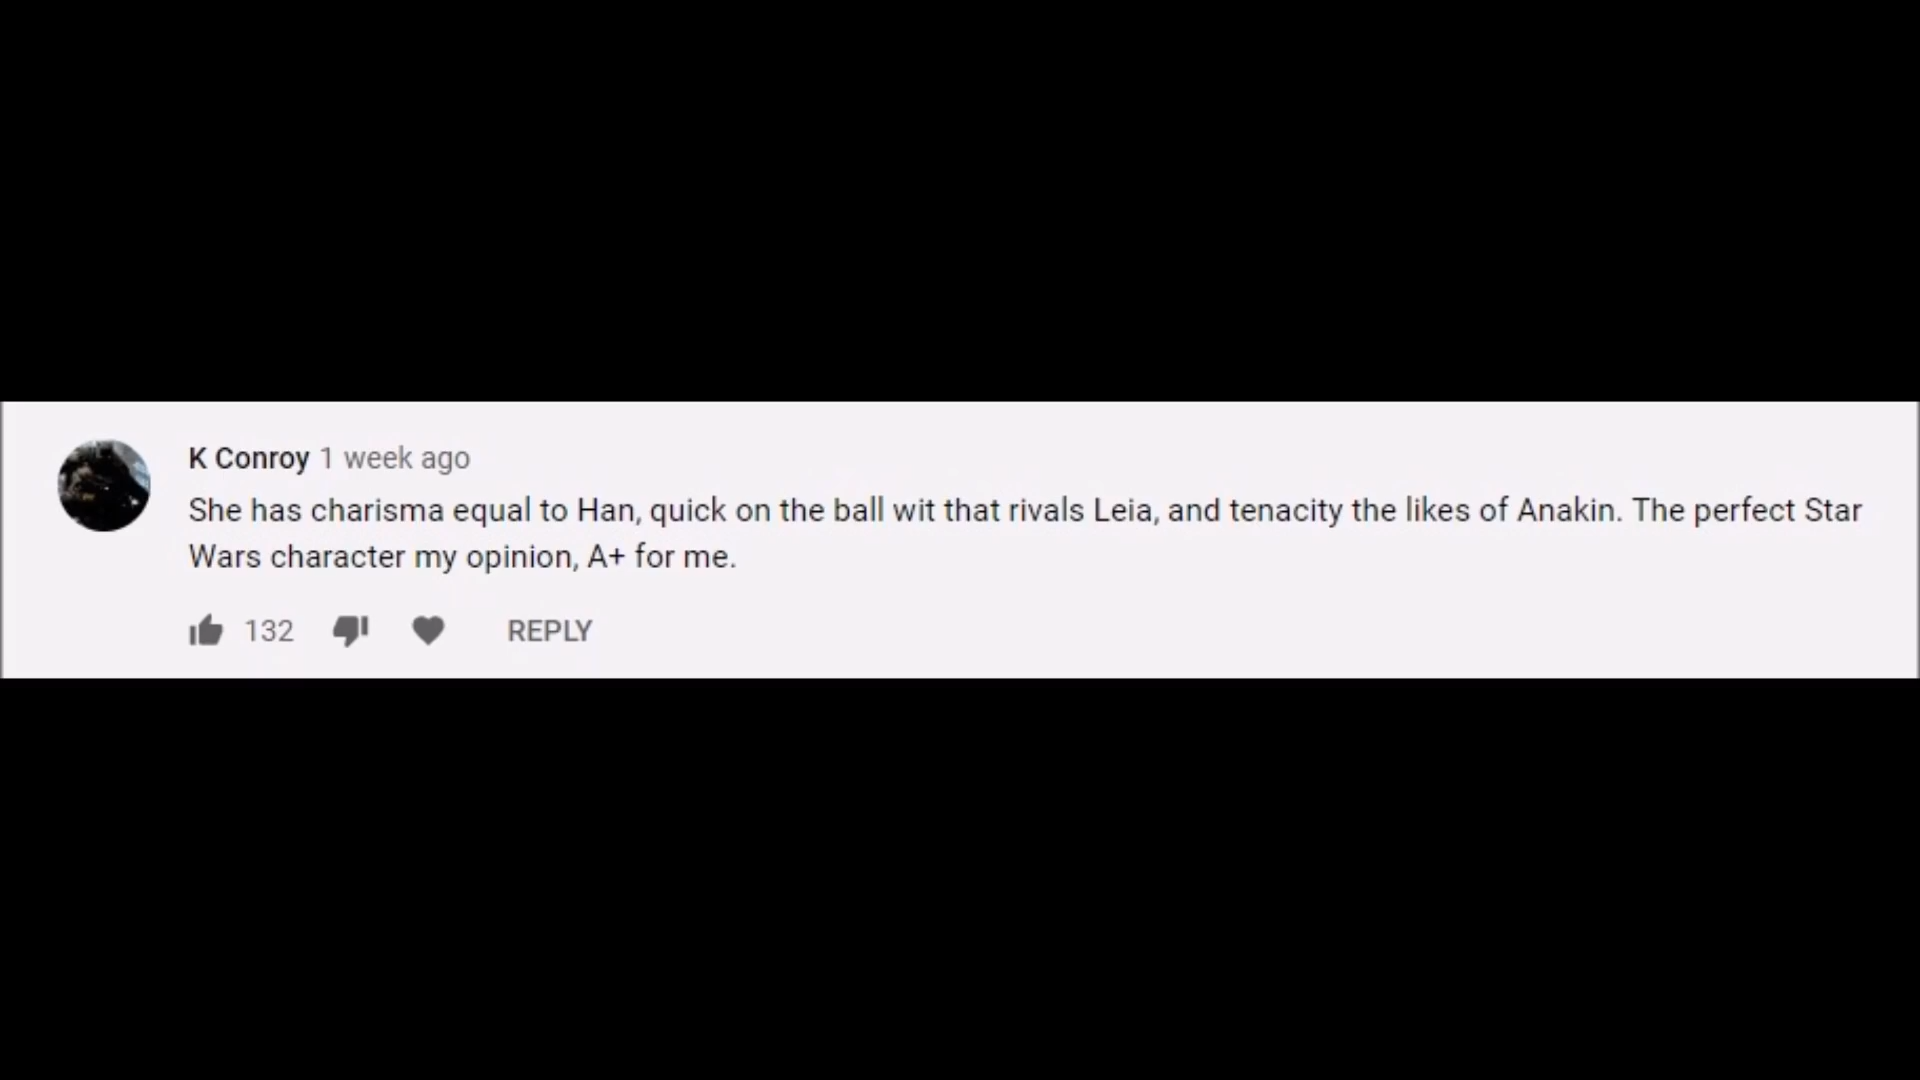 K Conroy 1 week ago
She has charisma equal to Han, quick on the ball wit that rivals Leia, and tenacity the likes of Anakin. The perfect Star
Wars character my opinion, A+ for me.
132 REPLY